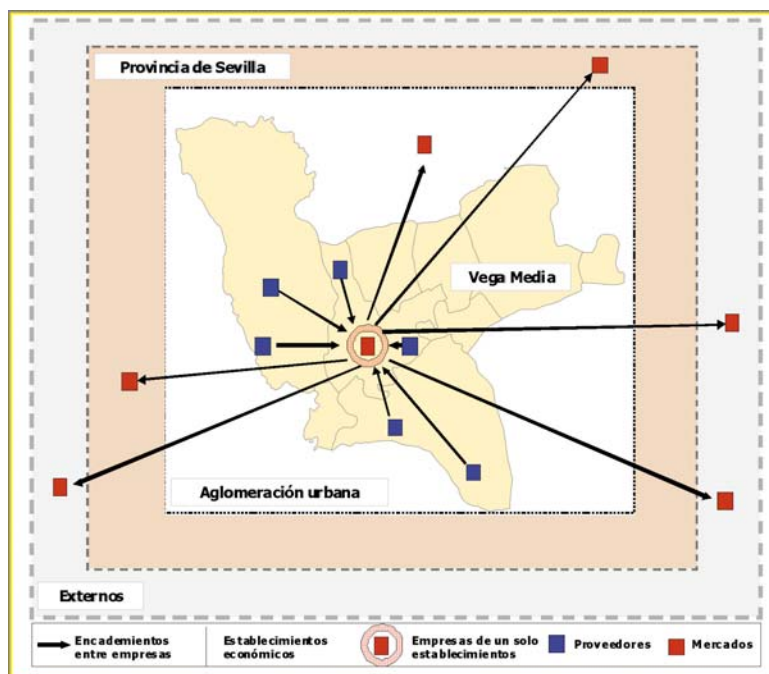 Provincia de Sevilla
Vega Media
Aglomeración urbana
Externos
Encademientos
entre empresas
Establecimientos
económicos
Empresas de un solo
establecimientos
Proveedores
Mercados